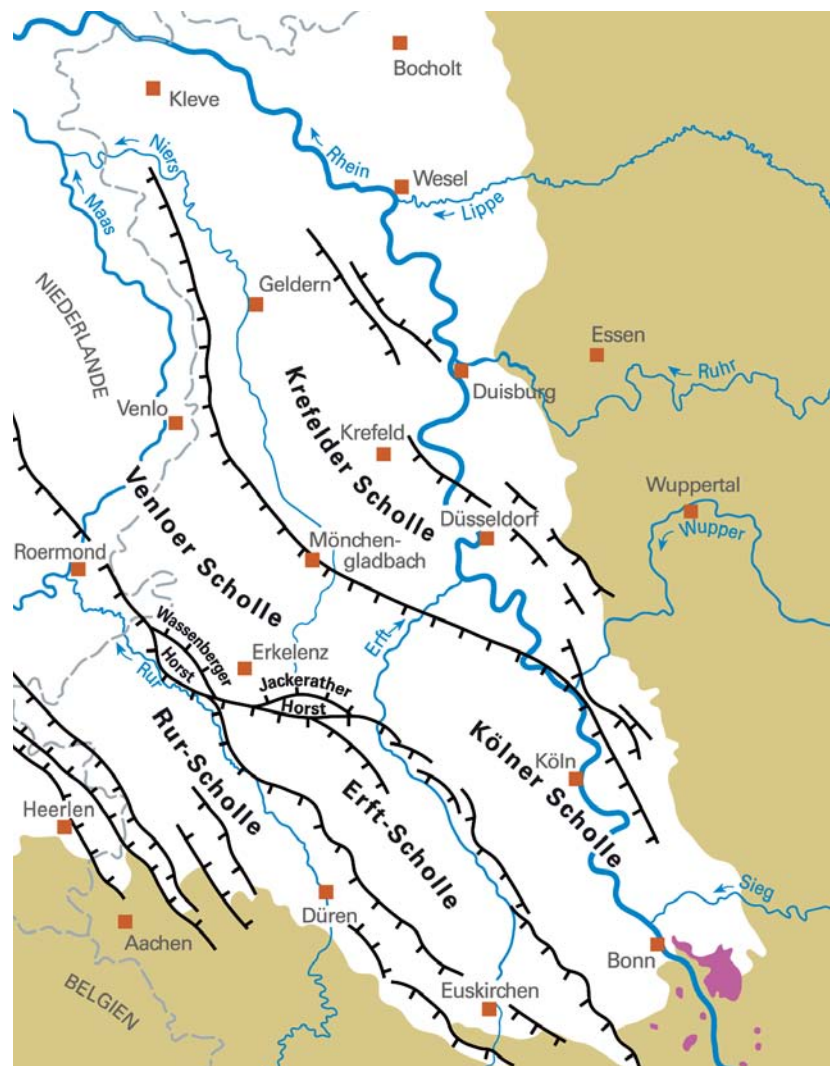 Bocholt
Kleve
Niers
Rhein
Wesel
Lippe
Maas
NIEDERLANDE
Geldern
Essen
Ruhr
Duisburg
Venlo
Krefeld
Krefelder Scholle
Wuppertal
Wupper
Venloer Scholle
Düsseldorf
Mönchen-
gladbach
Roermond
Erft
Wassenberger
Horst
Erkelenz
Rur
Jackerather
Horst
Rur-Scholle
Erft-Scholle
Köln
Kölner Scholle
Heerlen
Düren
Sieg
Aachen
Bonn
BELGIEN
Euskirchen